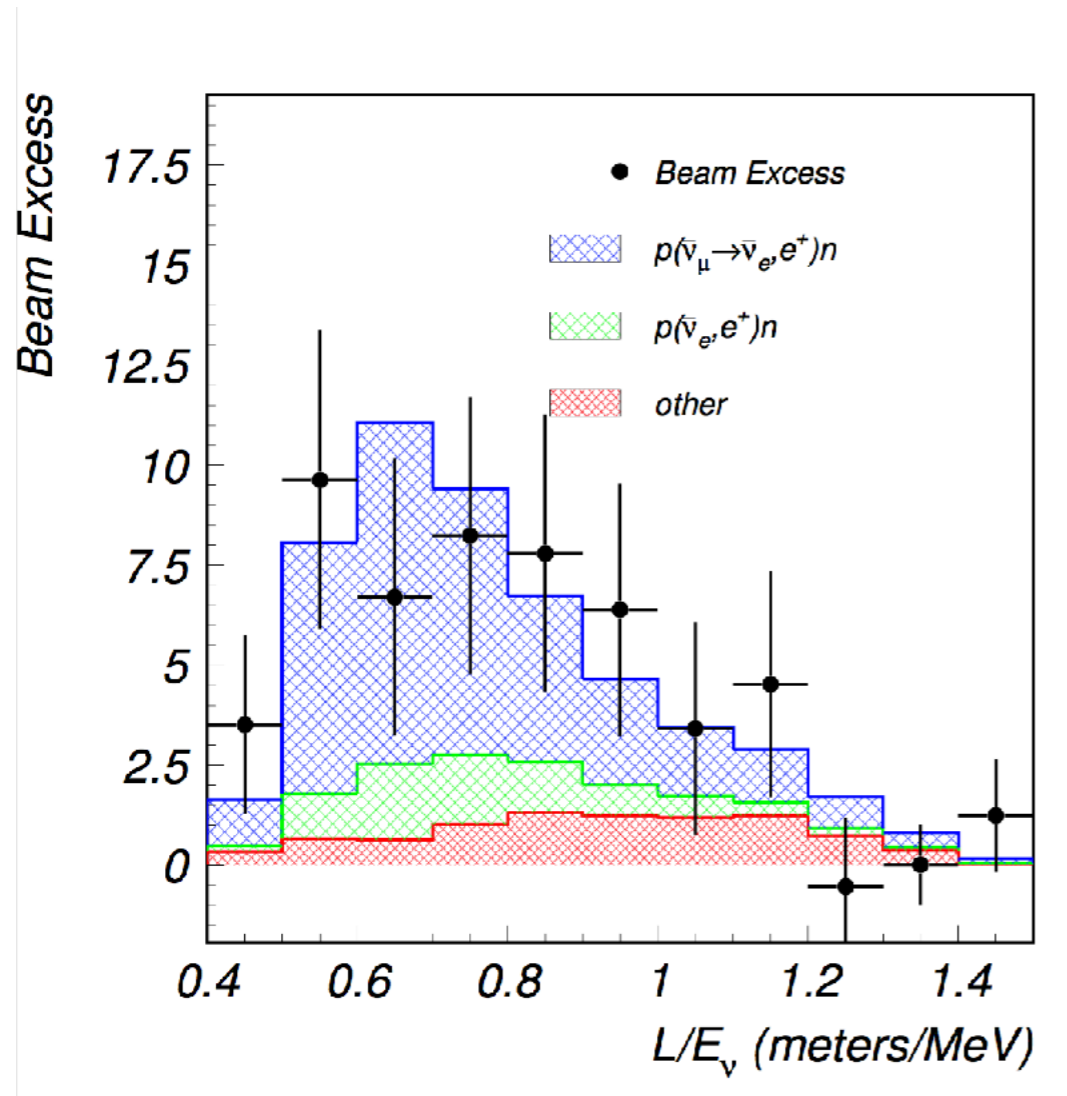 Beam Excess
17.5
15
12.5
10
7.5
5
2.5
0
Beam Excess
p(ν̄μ→ν̄e,e⁺)n
p(ν̄e,e⁺)n
other
0.4 0.6 0.8 1 1.2 1.4
L/Eν (meters/MeV)